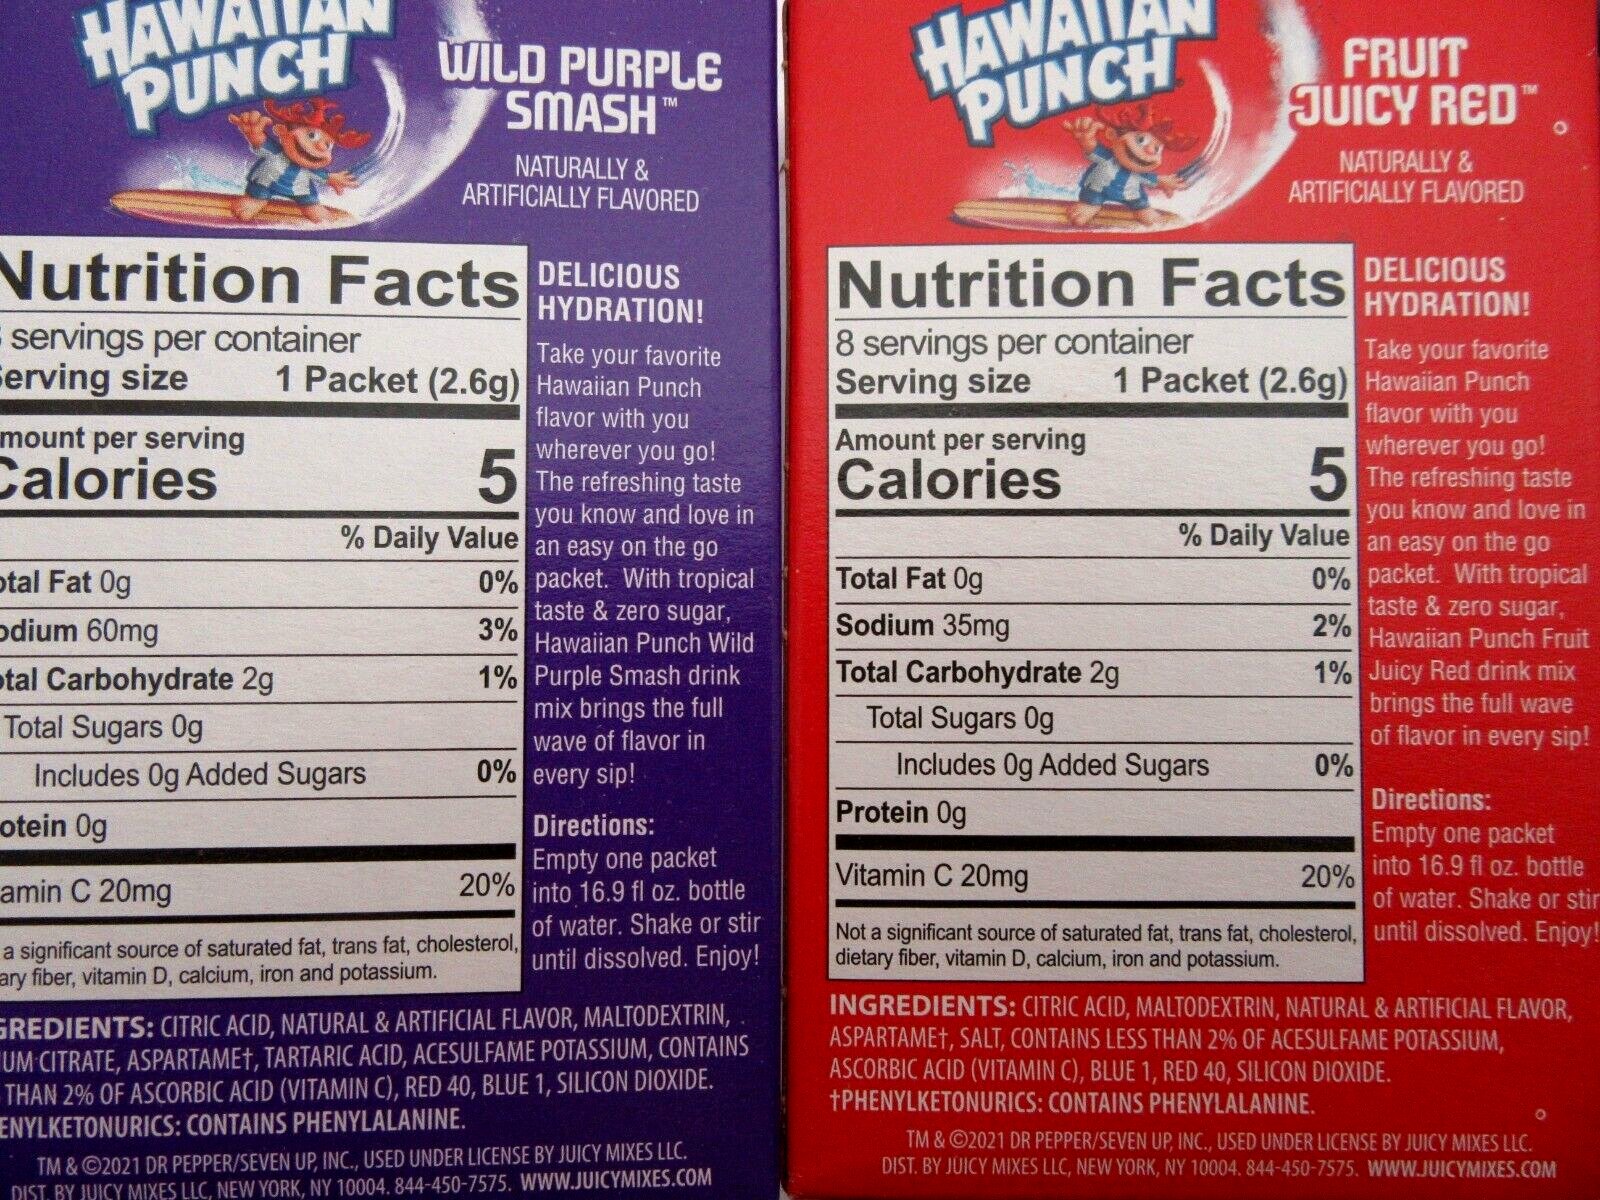 HAWAIIAN
PUNCH
WILD PURPLE
SMASH™
NATURALLY &
ARTIFICIALLY FLAVORED
Nutrition Facts
servings per container
Serving size 1 Packet (2.6g)
Amount per serving
Calories 5
% Daily Value
otal Fat 0g 0%
odium 60mg 3%
otal Carbohydrate 2g 1%
Total Sugars 0g
Includes 0g Added Sugars 0%
otein 0g
amin C 20mg 20%
a significant source of saturated fat, trans fat, cholesterol,
ary fiber, vitamin D, calcium, iron and potassium.
DELICIOUS
HYDRATION!
Take your favorite
Hawaiian Punch
flavor with you
wherever you go!
The refreshing taste
you know and love in
an easy on the go
packet. With tropical
taste & zero sugar,
Hawaiian Punch Wild
Purple Smash drink
mix brings the full
wave of flavor in
every sip!
Directions:
Empty one packet
into 16.9 fl oz. bottle
of water. Shake or stir
until dissolved. Enjoy!
GREDIENTS: CITRIC ACID, NATURAL & ARTIFICIAL FLAVOR, MALTODEXTRIN,
UM CITRATE, ASPARTAME†, TARTARIC ACID, ACESULFAME POTASSIUM, CONTAINS
THAN 2% OF ASCORBIC ACID (VITAMIN C), RED 40, BLUE 1, SILICON DIOXIDE.
ENYLKETONURICS: CONTAINS PHENYLALANINE.
TM & ©2021 DR PEPPER/SEVEN UP, INC., USED UNDER LICENSE BY JUICY MIXES LLC.
DIST. BY JUICY MIXES LLC, NEW YORK, NY 10004. 844-450-7575. WWW.JUICYMIXES.COM
HAWAIIAN
PUNCH
FRUIT
JUICY RED™
NATURALLY &
ARTIFICIALLY FLAVORED
Nutrition Facts
8 servings per container
Serving size 1 Packet (2.6g)
Amount per serving
Calories 5
% Daily Value
Total Fat 0g 0%
Sodium 35mg 2%
Total Carbohydrate 2g 1%
Total Sugars 0g
Includes 0g Added Sugars 0%
Protein 0g
Vitamin C 20mg 20%
Not a significant source of saturated fat, trans fat, cholesterol,
dietary fiber, vitamin D, calcium, iron and potassium.
DELICIOUS
HYDRATION!
Take your favorite
Hawaiian Punch
flavor with you
wherever you go!
The refreshing taste
you know and love in
an easy on the go
packet. With tropical
taste & zero sugar,
Hawaiian Punch Fruit
Juicy Red drink mix
brings the full wave
of flavor in every sip!
Directions:
Empty one packet
into 16.9 fl oz. bottle
of water. Shake or stir
until dissolved. Enjoy!
INGREDIENTS: CITRIC ACID, MALTODEXTRIN, NATURAL & ARTIFICIAL FLAVOR,
ASPARTAME†, SALT, CONTAINS LESS THAN 2% OF ACESULFAME POTASSIUM,
ASCORBIC ACID (VITAMIN C), BLUE 1, RED 40, SILICON DIOXIDE.
†PHENYLKETONURICS: CONTAINS PHENYLALANINE.
TM & ©2021 DR PEPPER/SEVEN UP, INC., USED UNDER LICENSE BY JUICY MIXES LLC.
DIST. BY JUICY MIXES LLC, NEW YORK, NY 10004. 844-450-7575. WWW.JUICYMIXES.COM